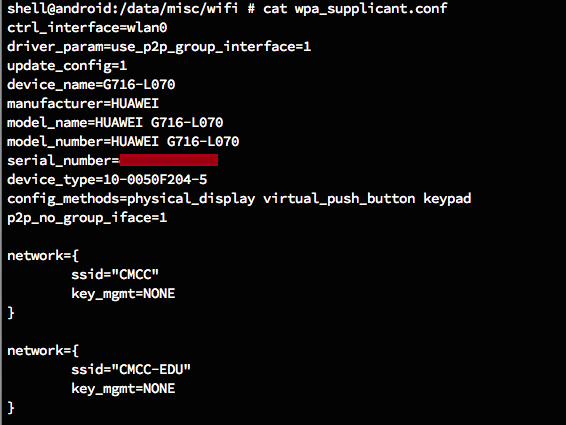 shell@android:/data/misc/wifi # cat wpa_supplicant.conf
ctrl_interface=wlan0
driver_param=use_p2p_group_interface=1
update_config=1
device_name=G716-L070
manufacturer=HUAWEI
model_name=HUAWEI G716-L070
model_number=HUAWEI G716-L070
serial_number=
device_type=10-0050F204-5
config_methods=physical_display virtual_push_button keypad
p2p_no_group_iface=1
network={
ssid="CMCC"
key_mgmt=NONE
}
network={
ssid="CMCC-EDU"
key_mgmt=NONE
}